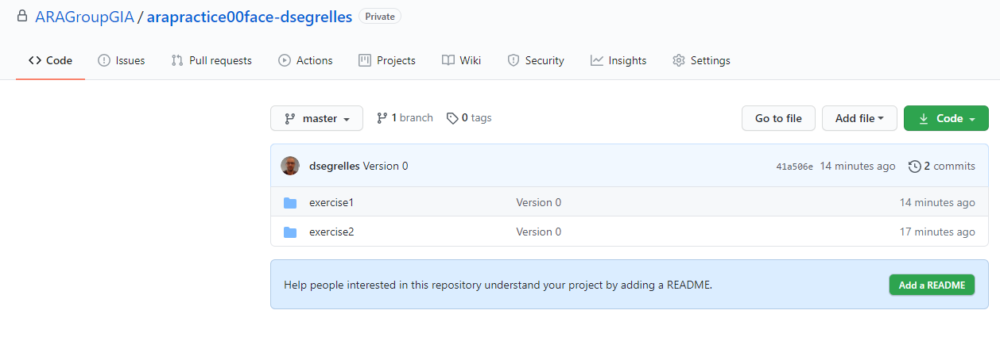 ARAGroupGIA / arapractice00face-dsegrelles Private
Code Issues Pull requests Actions Projects Wiki Security Insights Settings
master 1 branch 0 tags Go to file Add file Code
dsegrelles Version 0 41a506e 14 minutes ago 2 commits
exercise1 Version 0 14 minutes ago
exercise2 Version 0 17 minutes ago
Help people interested in this repository understand your project by adding a README. Add a README